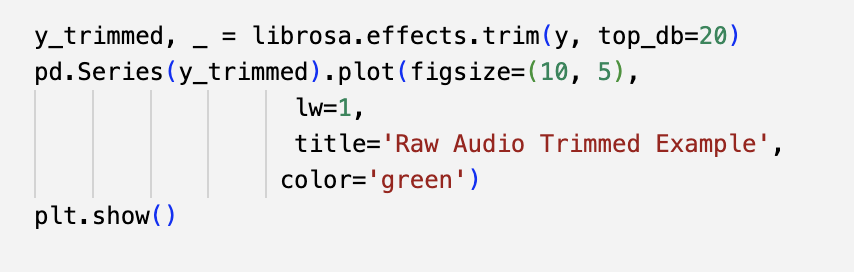 y_trimmed, _ = librosa.effects.trim(y, top_db=20)
pd.Series(y_trimmed).plot(figsize=(10, 5),
                  lw=1,
                  title='Raw Audio Trimmed Example',
                 color='green')
plt.show()